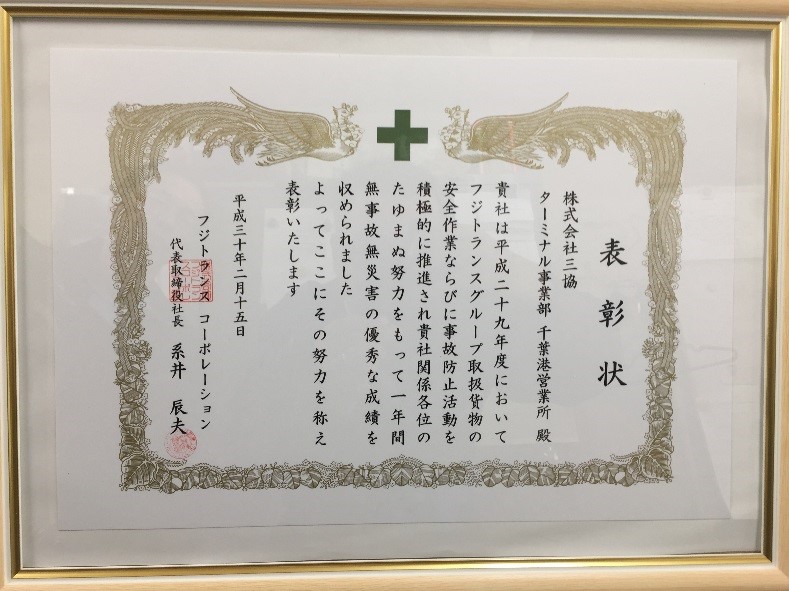 表彰状
株式会社三協
ターミナル事業部 千葉港営業所 殿
貴社は平成二十九年度において
フジトランスグループ取扱貨物の
安全作業ならびに事故防止活動を
積極的に推進され貴社関係各位の
たゆまぬ努力をもって一年間
無事故無災害の優秀な成績を
収められました
よってここにその努力を称え
表彰いたします
平成三十年二月十五日
フジトランス コーポレーション
代表取締役社長 糸井 辰夫